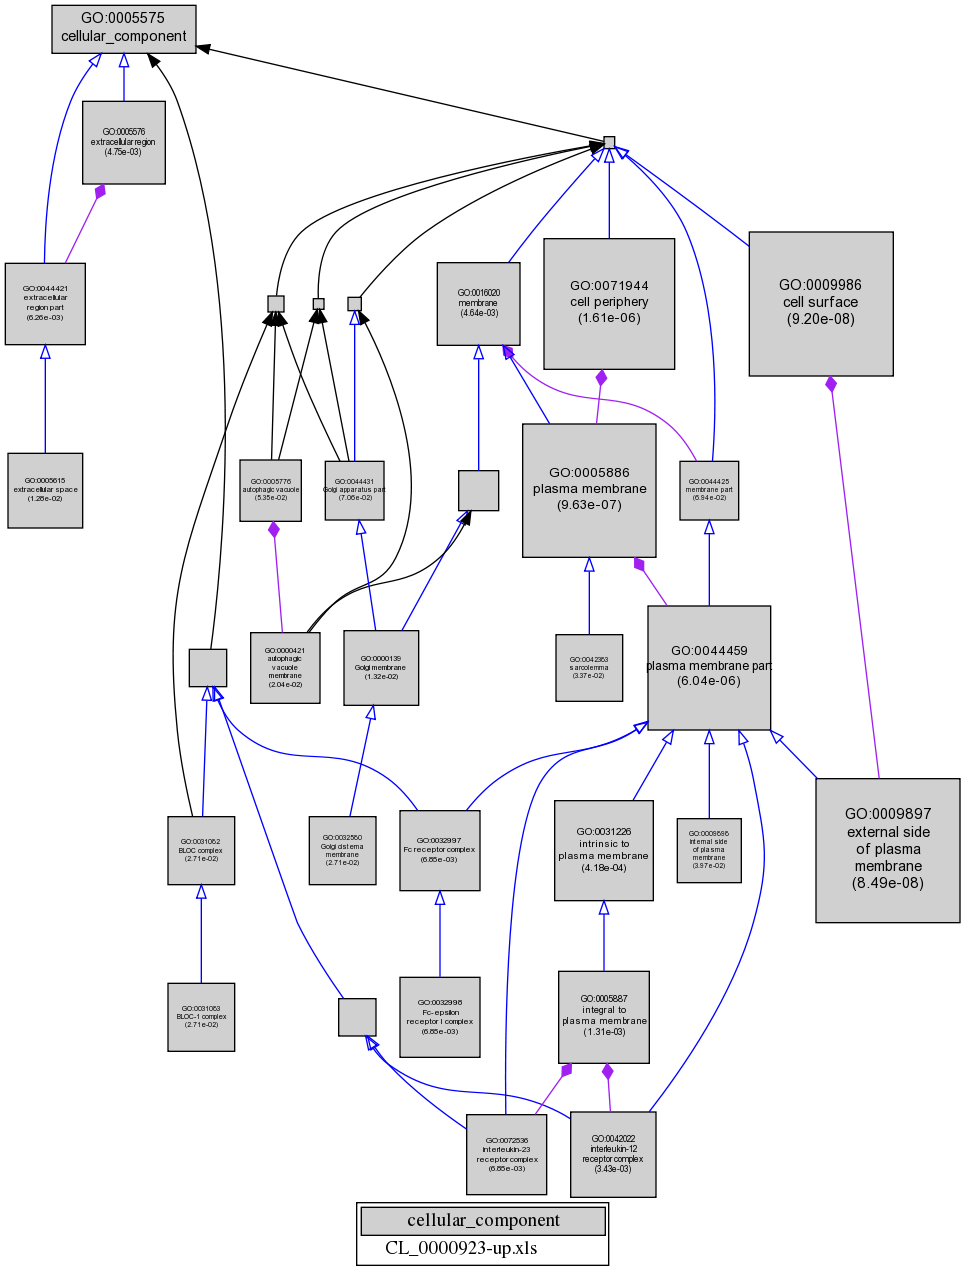 GO:0005575
cellular_component
GO:0005576
extracellular region
(4.75e-03)
GO:0044421
extracellular
region part
(6.26e-03)
GO:0016020
membrane
(4.64e-03)
GO:0071944
cell periphery
(1.61e-06)
GO:0009986
cell surface
(9.20e-08)
GO:0005615
extracellular space
(1.28e-02)
GO:0005776
autophagic vacuole
(5.35e-02)
GO:0044431
Golgi apparatus part
(7.06e-02)
GO:0005886
plasma membrane
(9.63e-07)
GO:0044425
membrane part
(6.94e-02)
GO:0000421
autophagic
vacuole
membrane
(2.04e-02)
GO:0000139
Golgi membrane
(1.32e-02)
GO:0042383
sarcolemma
(3.37e-02)
GO:0044459
plasma membrane part
(6.04e-06)
GO:0031082
BLOC complex
(2.71e-02)
GO:0032580
Golgi cisterna
membrane
(2.71e-02)
GO:0032997
Fc receptor complex
(6.85e-03)
GO:0031226
intrinsic to
plasma membrane
(4.18e-04)
GO:0009898
internal side
of plasma
membrane
(3.97e-02)
GO:0009897
external side
of plasma
membrane
(8.49e-08)
GO:0031083
BLOC-1 complex
(2.71e-02)
GO:0032998
Fc-epsilon
receptor I complex
(6.85e-03)
GO:0005887
integral to
plasma membrane
(1.31e-03)
GO:0072536
interleukin-23
receptor complex
(6.85e-03)
GO:0042022
interleukin-12
receptor complex
(3.43e-03)
cellular_component
CL_0000923-up.xls